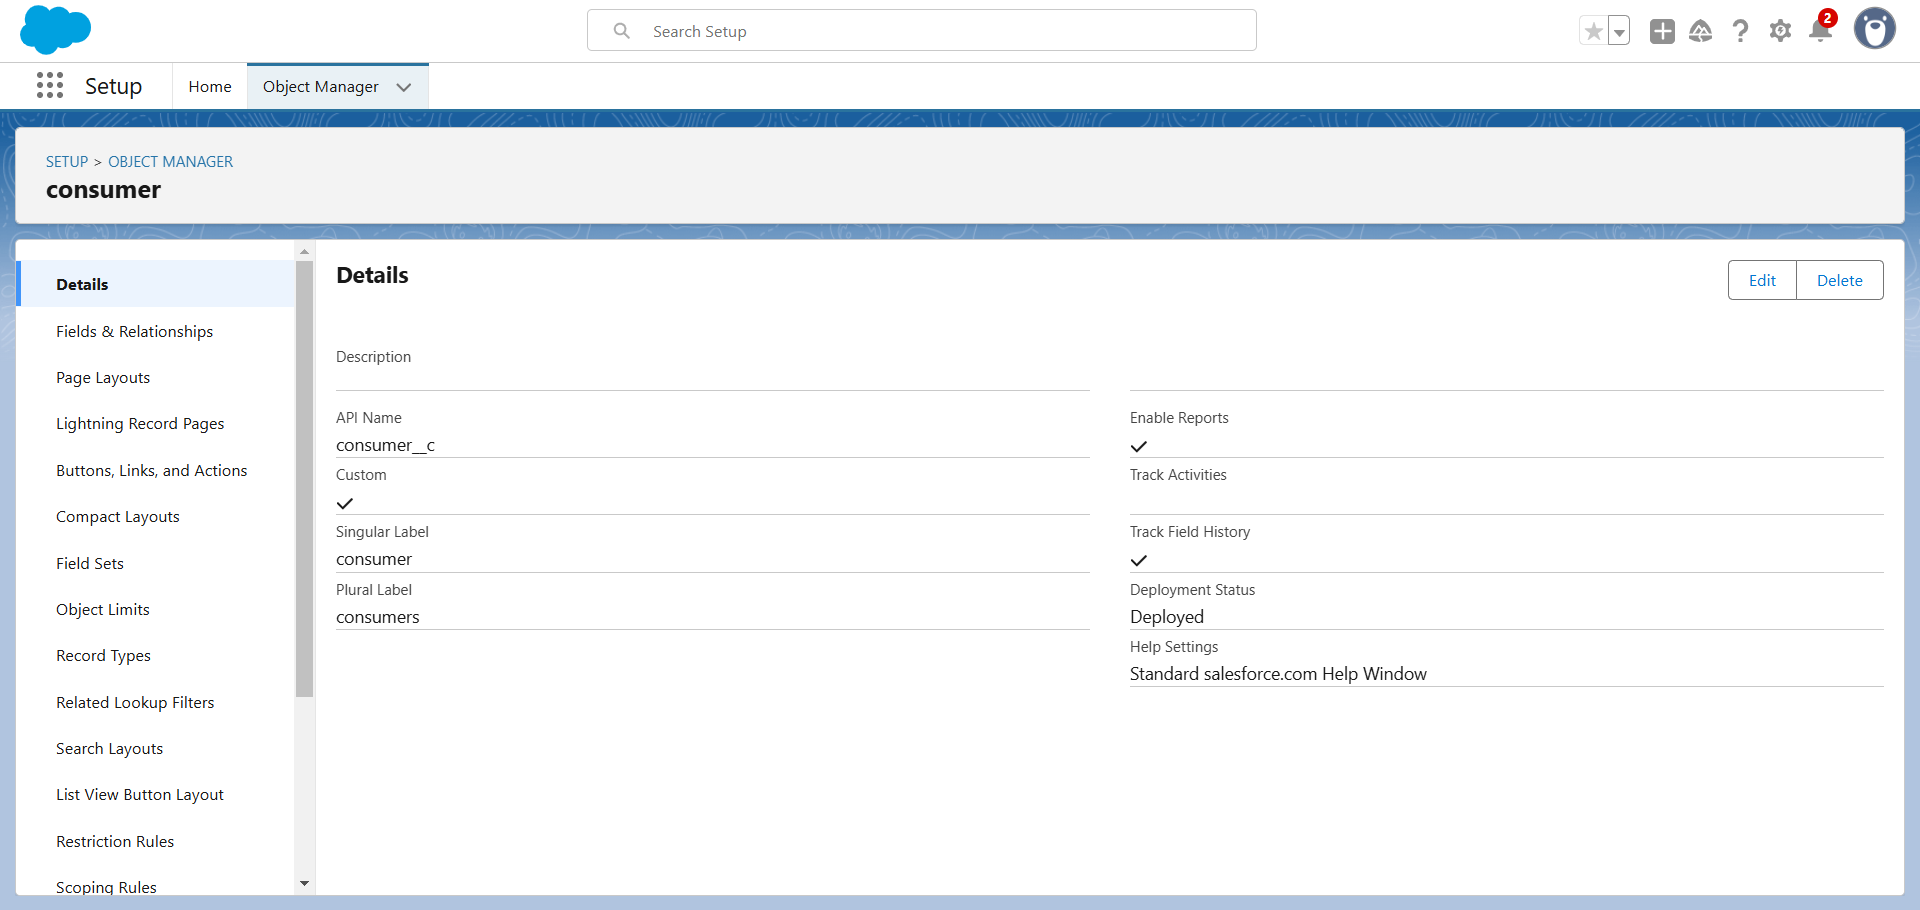 Search Setup
2
Setup
Home
Object Manager
SETUP > OBJECT MANAGER
consumer
Details
Fields & Relationships
Page Layouts
Lightning Record Pages
Buttons, Links, and Actions
Compact Layouts
Field Sets
Object Limits
Record Types
Related Lookup Filters
Search Layouts
List View Button Layout
Restriction Rules
Scoping Rules
Details
Edit
Delete
Description
API Name
consumer__c
Custom
Singular Label
consumer
Plural Label
consumers
Enable Reports
Track Activities
Track Field History
Deployment Status
Deployed
Help Settings
Standard salesforce.com Help Window